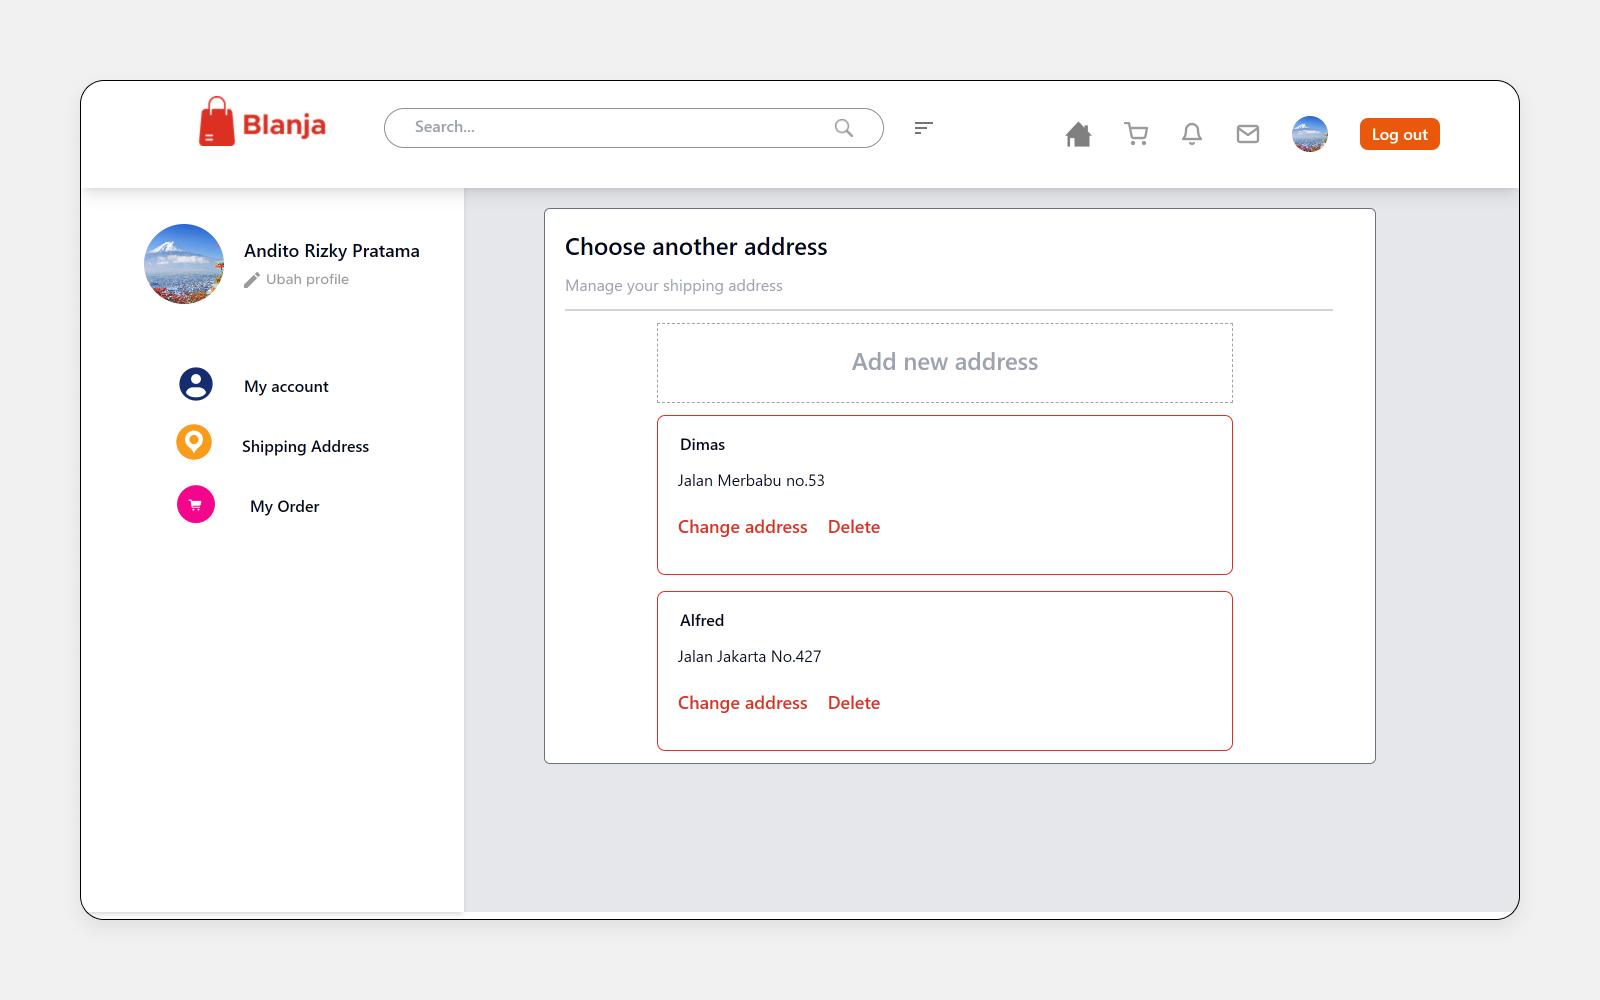 Blanja
Search...
Log out
Andito Rizky Pratama
Ubah profile
My account
Shipping Address
My Order
Choose another address
Manage your shipping address
Add new address
Dimas
Jalan Merbabu no.53
Change address Delete
Alfred
Jalan Jakarta No.427
Change address Delete